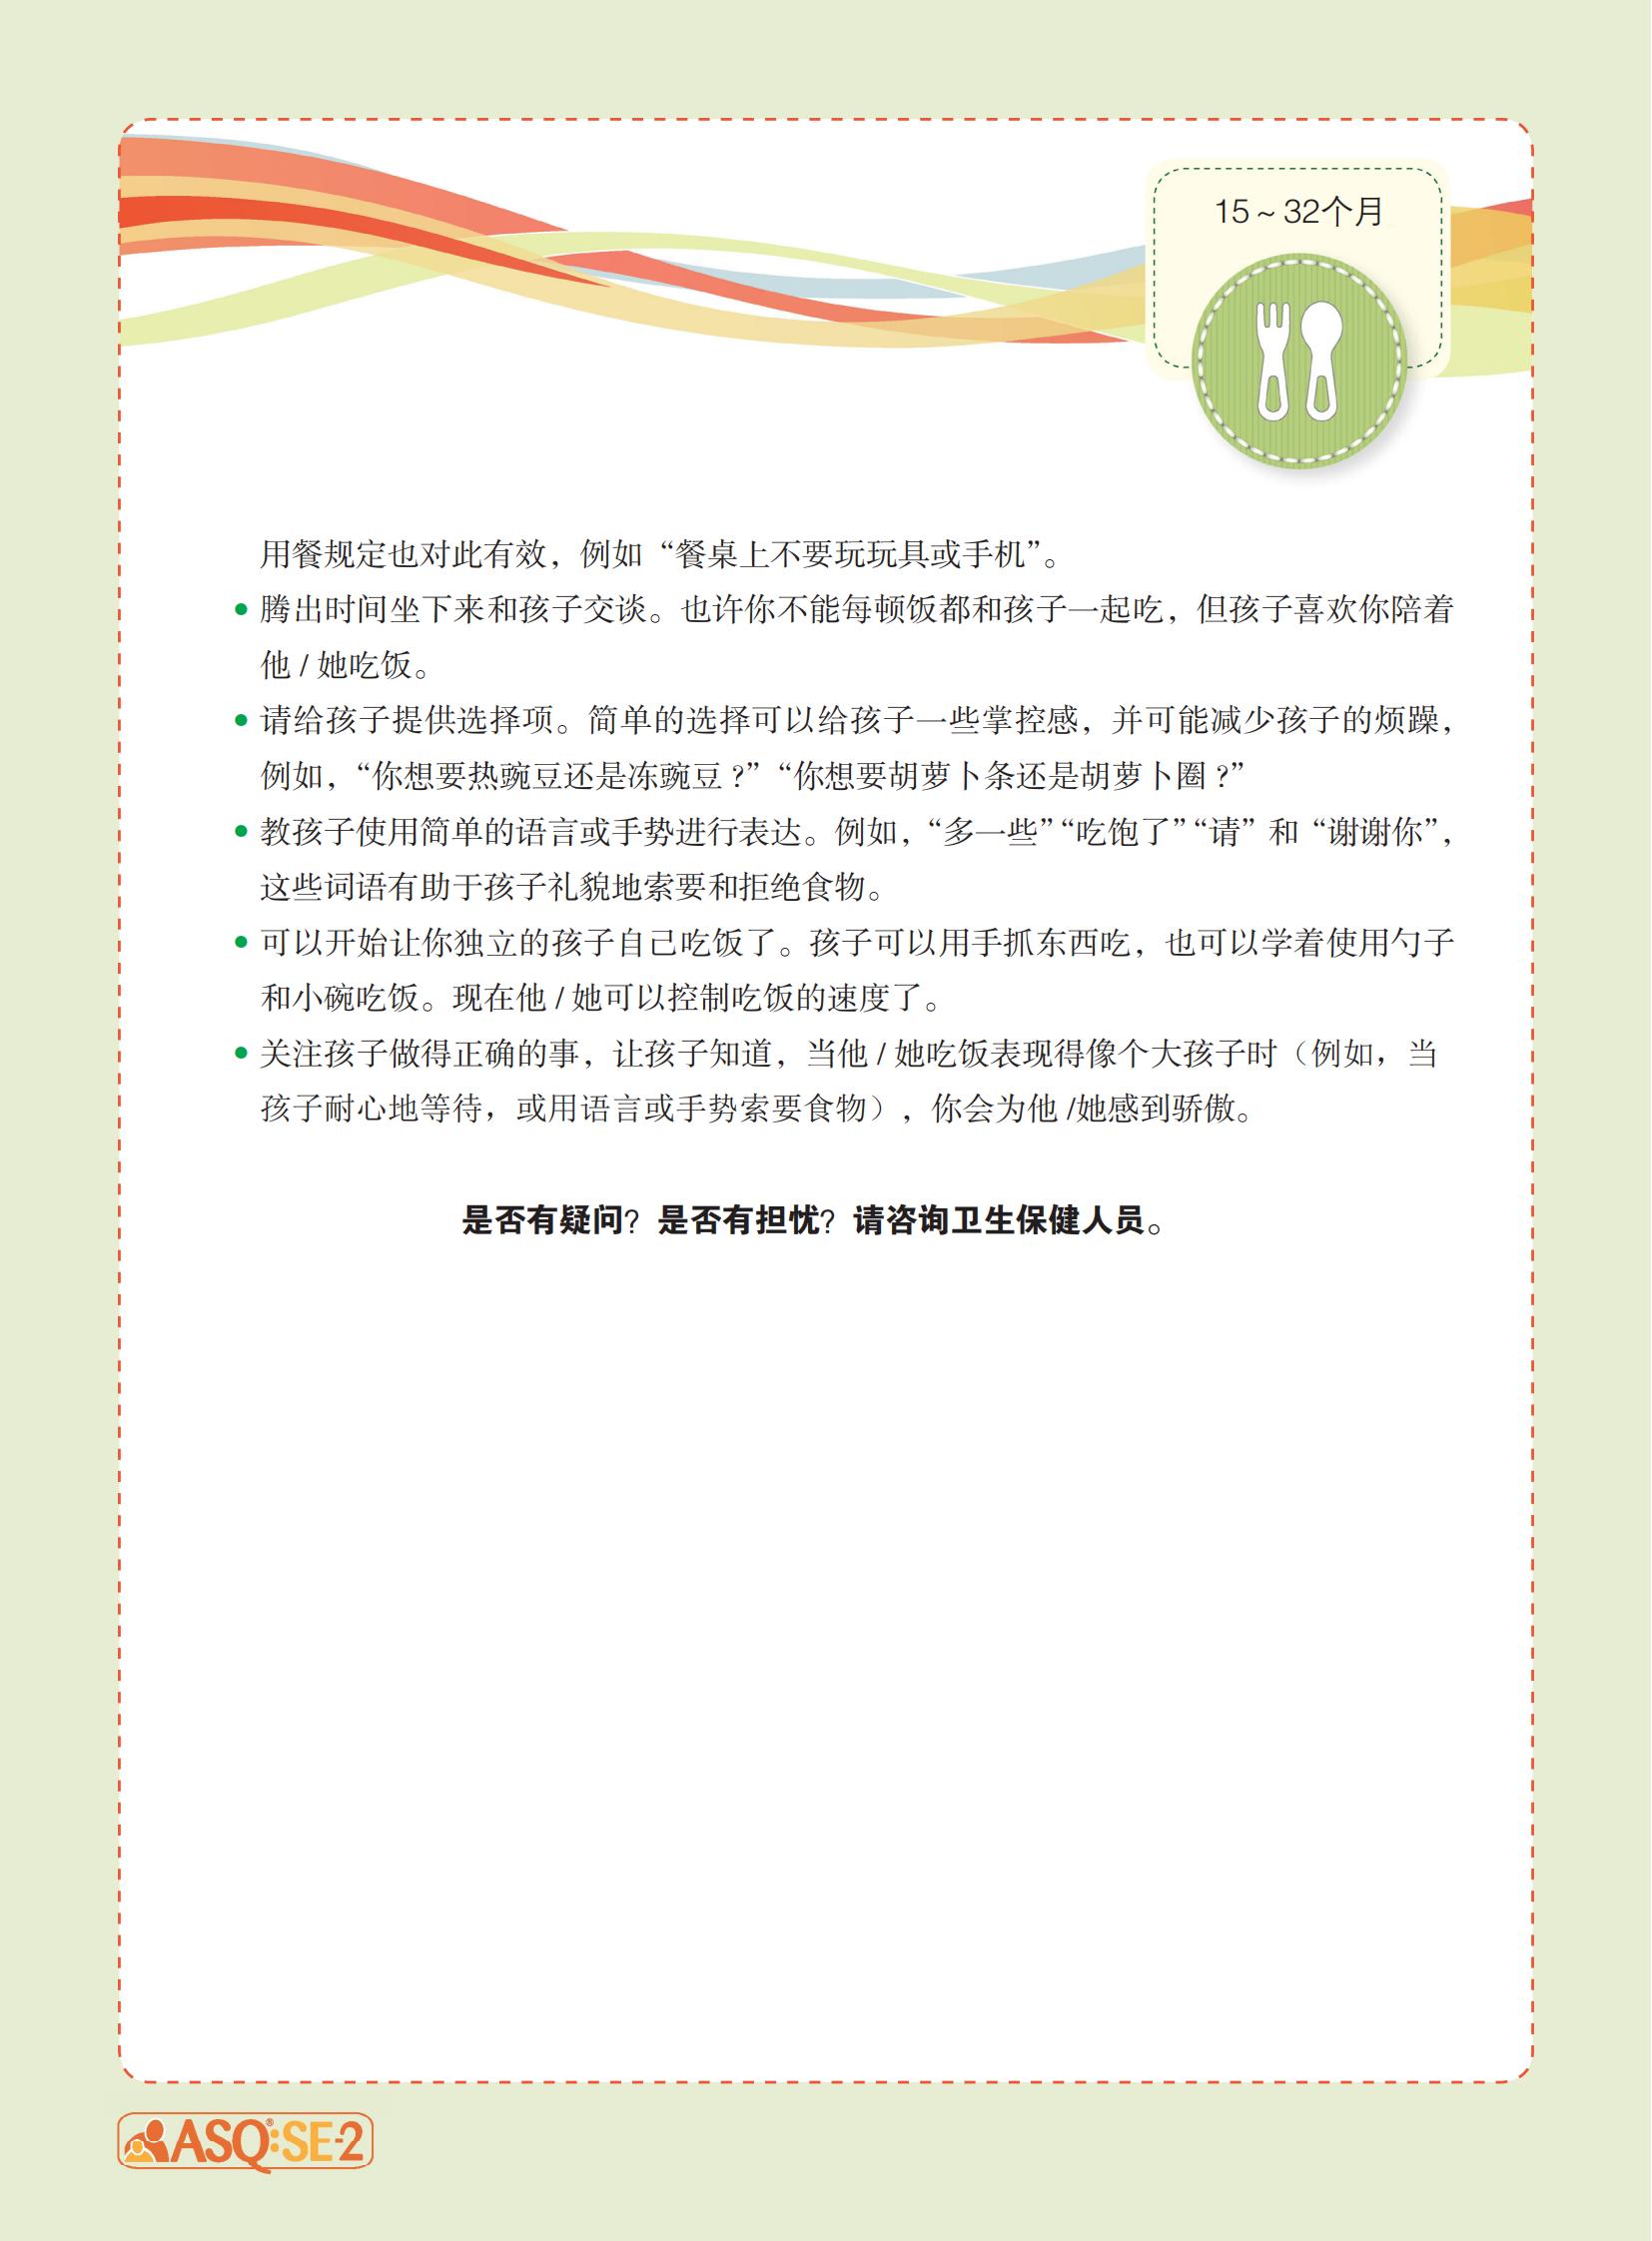 15～32个月
用餐规定也对此有效，例如“餐桌上不要玩玩具或手机”。
● 腾出时间坐下来和孩子交谈。也许你不能每顿饭都和孩子一起吃，但孩子喜欢你陪着
他 / 她吃饭。
● 请给孩子提供选择项。简单的选择可以给孩子一些掌控感，并可能减少孩子的烦躁，
例如，“你想要热豌豆还是冻豌豆 ?”“你想要胡萝卜条还是胡萝卜圈 ?”
● 教孩子使用简单的语言或手势进行表达。例如，“多一些”“吃饱了”“请” 和 “谢谢你”，
这些词语有助于孩子礼貌地索要和拒绝食物。
● 可以开始让你独立的孩子自己吃饭了。孩子可以用手抓东西吃，也可以学着使用勺子
和小碗吃饭。现在他 / 她可以控制吃饭的速度了。
● 关注孩子做得正确的事，让孩子知道，当他 / 她吃饭表现得像个大孩子时（例如，当
孩子耐心地等待，或用语言或手势索要食物），你会为他 /她感到骄傲。
是否有疑问？是否有担忧？请咨询卫生保健人员。
ASQ®:SE-2